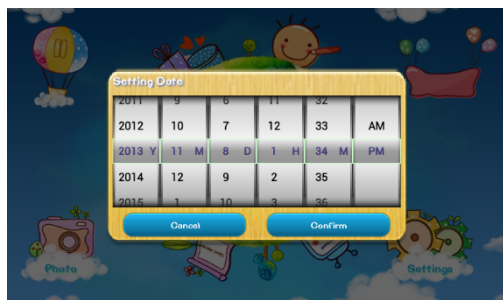 Setting Date
2011 9 6 11 32
2012 10 7 12 33 AM
2013 Y 11 M 8 D 1 H 34 M PM
2014 12 9 2 35
2015 1 10 3 36
Cancel Confirm
Photo Settings